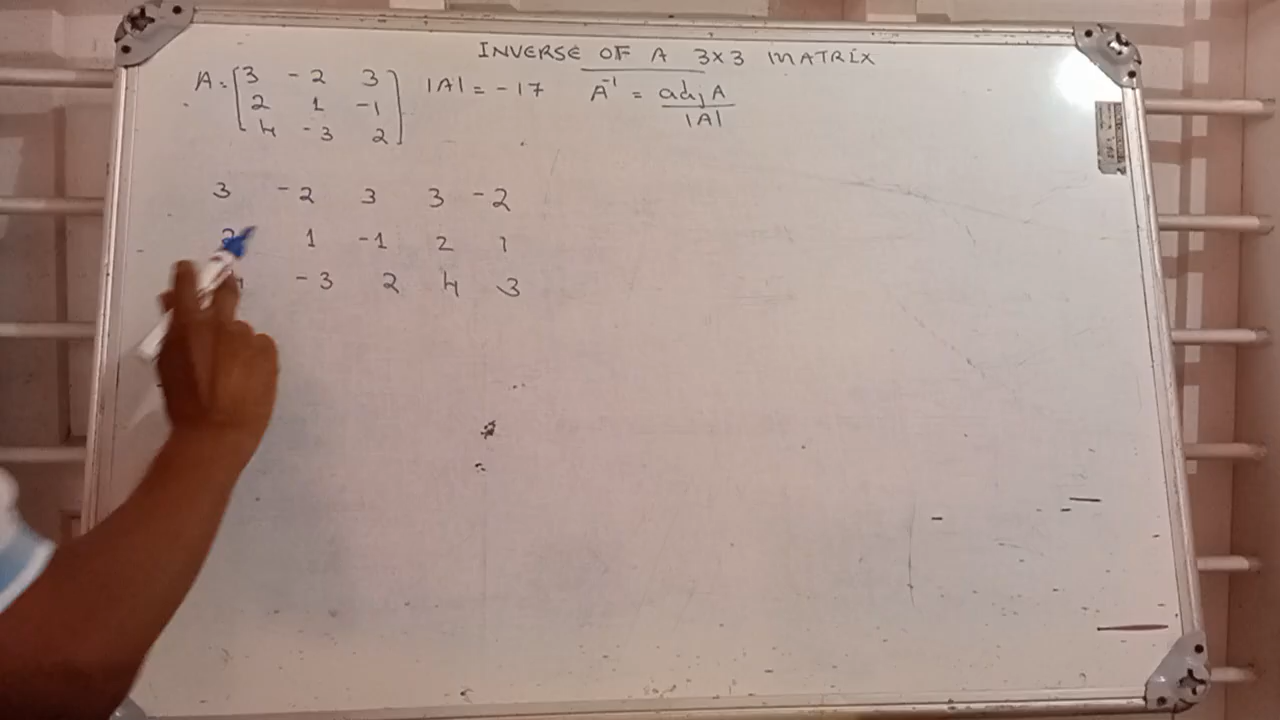 INVERSE OF A 3x3 MATRIX
A = [3 -2 3] |A| = -17 A⁻¹ = adj A / |A|
2 1 -1
4 -3 2
3 -2 3 3 -2
2 1 -1 2 1
-3 2 4 3